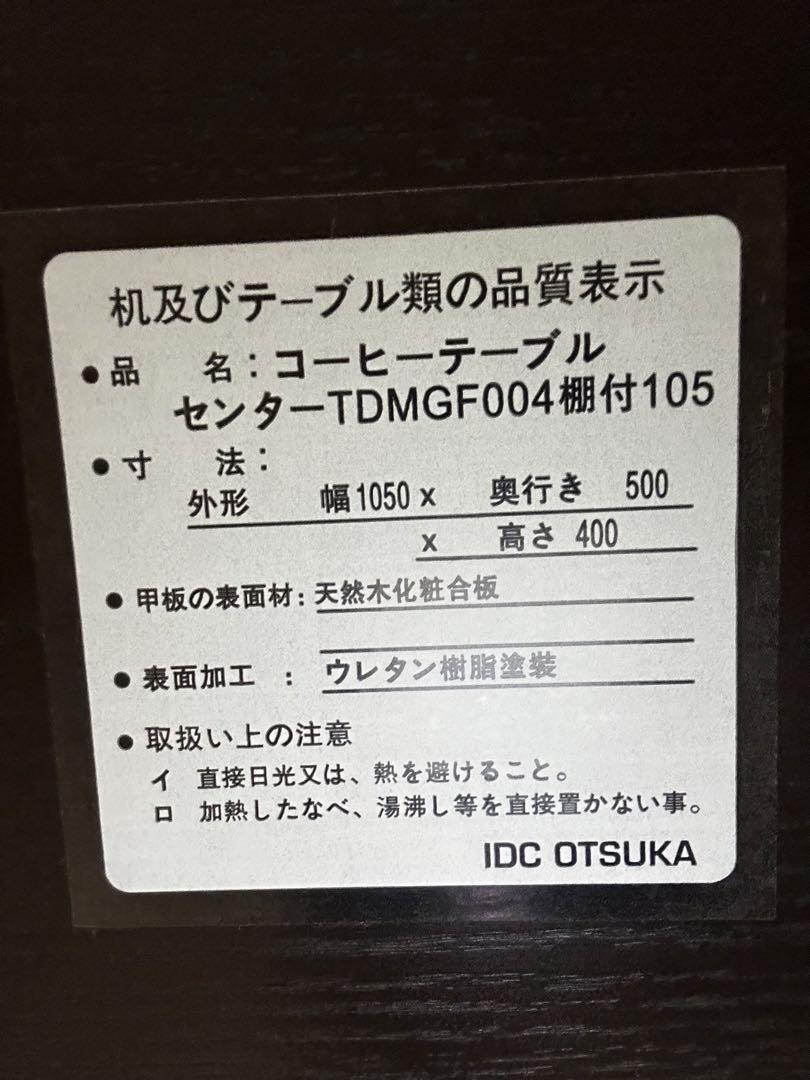 机及びテーブル類の品質表示
●品　名：コーヒーテーブル
センターTDMGF004棚付105
●寸　法：
外形　幅1050 x　奥行き　500
x　高さ 400
●甲板の表面材：天然木化粧合板
●表面加工　：　ウレタン樹脂塗装
●取扱い上の注意
イ　直接日光又は、熱を避けること。
ロ　加熱したなべ、湯沸し等を直接置かない事。
IDC OTSUKA